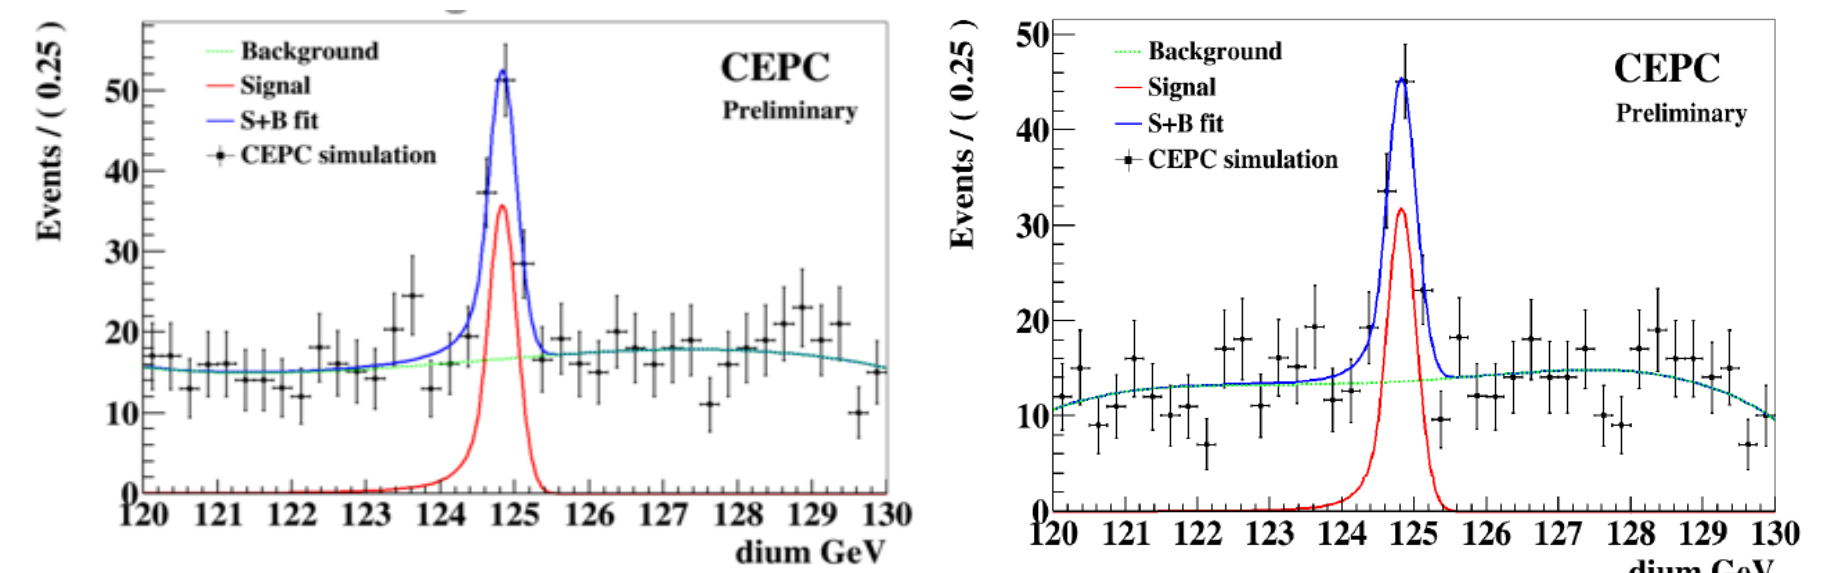 Events / ( 0.25 )
Background
Signal
S+B fit
CEPC simulation
CEPC
Preliminary
50
40
30
20
10
0
120 121 122 123 124 125 126 127 128 129 130
dium GeV
Events / ( 0.25 )
Background
Signal
S+B fit
CEPC simulation
CEPC
Preliminary
50
40
30
20
10
0
120 121 122 123 124 125 126 127 128 129 130
dium GeV